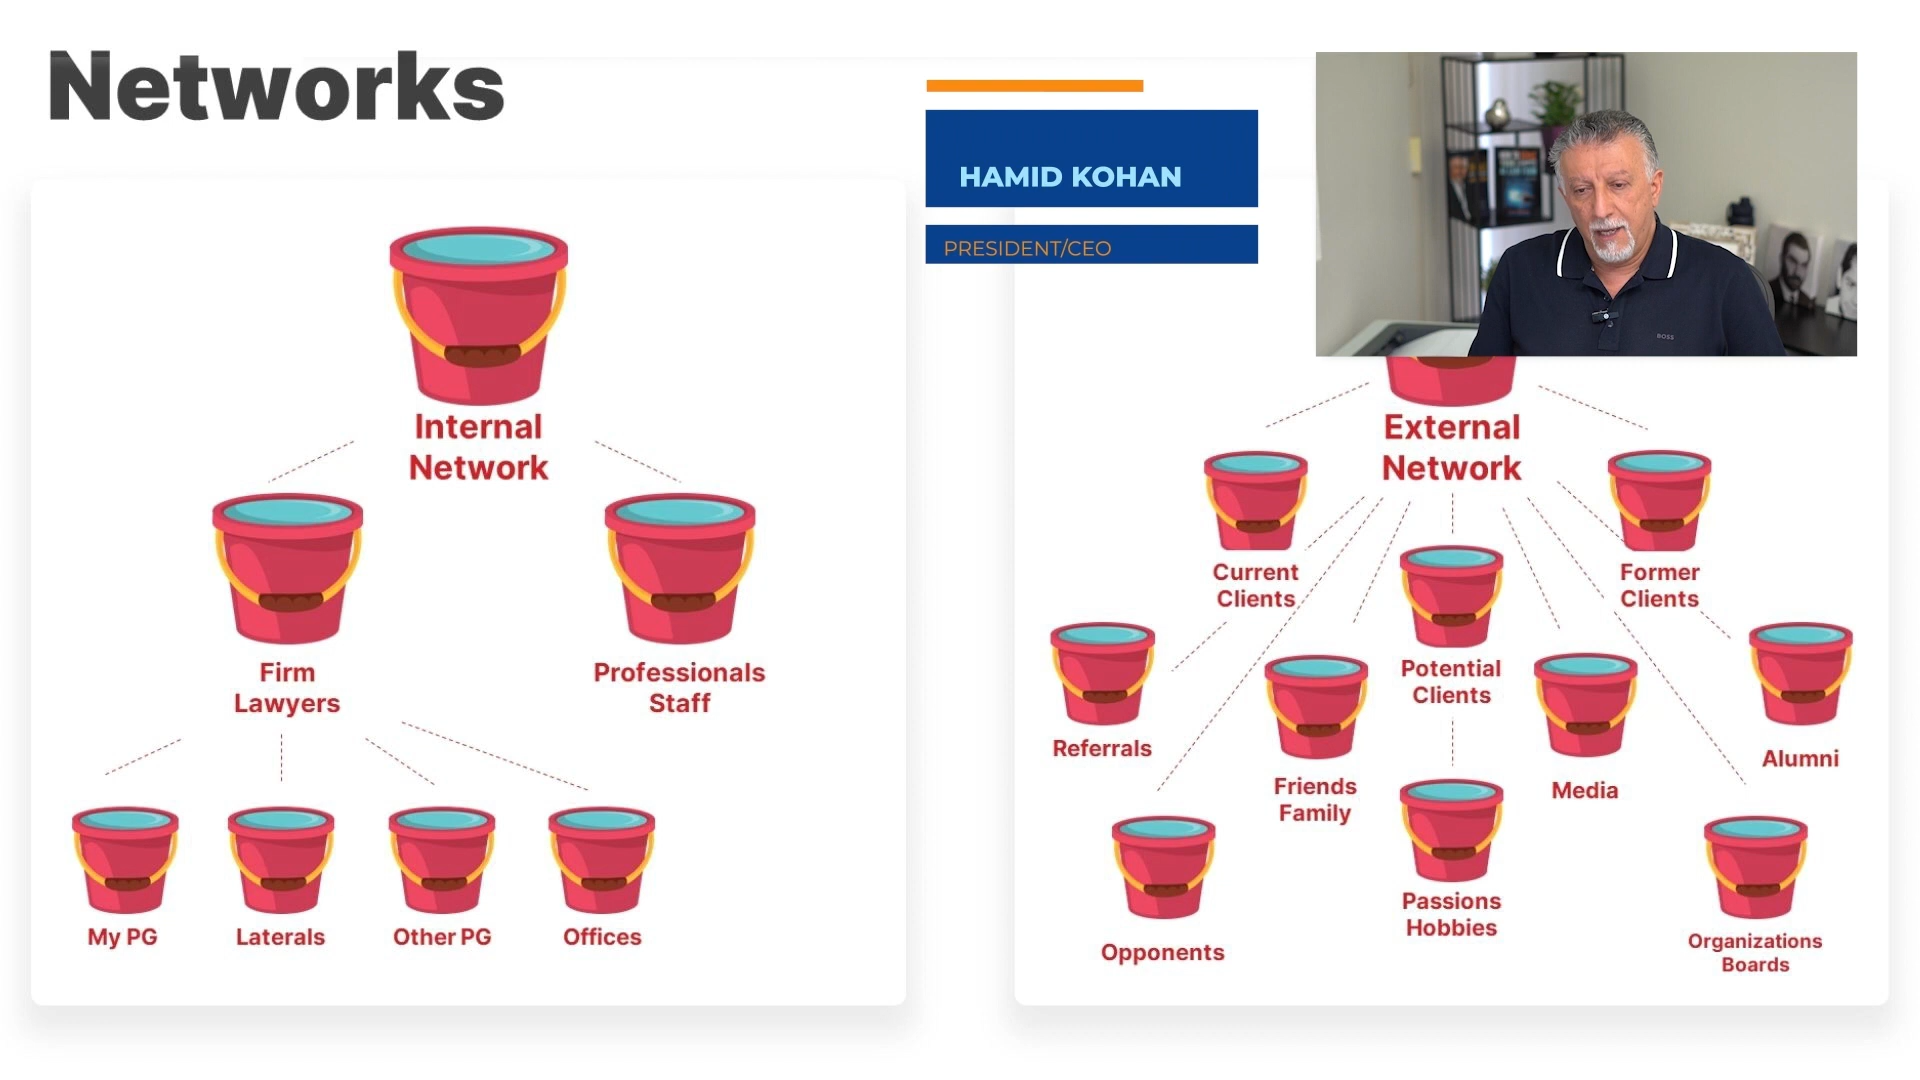 Networks
HAMID KOHAN
PRESIDENT/CEO
BOSS
Internal
Network
Firm
Lawyers
Professionals
Staff
My PG
Laterals
Other PG
Offices
External
Network
Current
Clients
Former
Clients
Potential
Clients
Referrals
Friends
Family
Media
Alumni
Opponents
Passions
Hobbies
Organizations
Boards